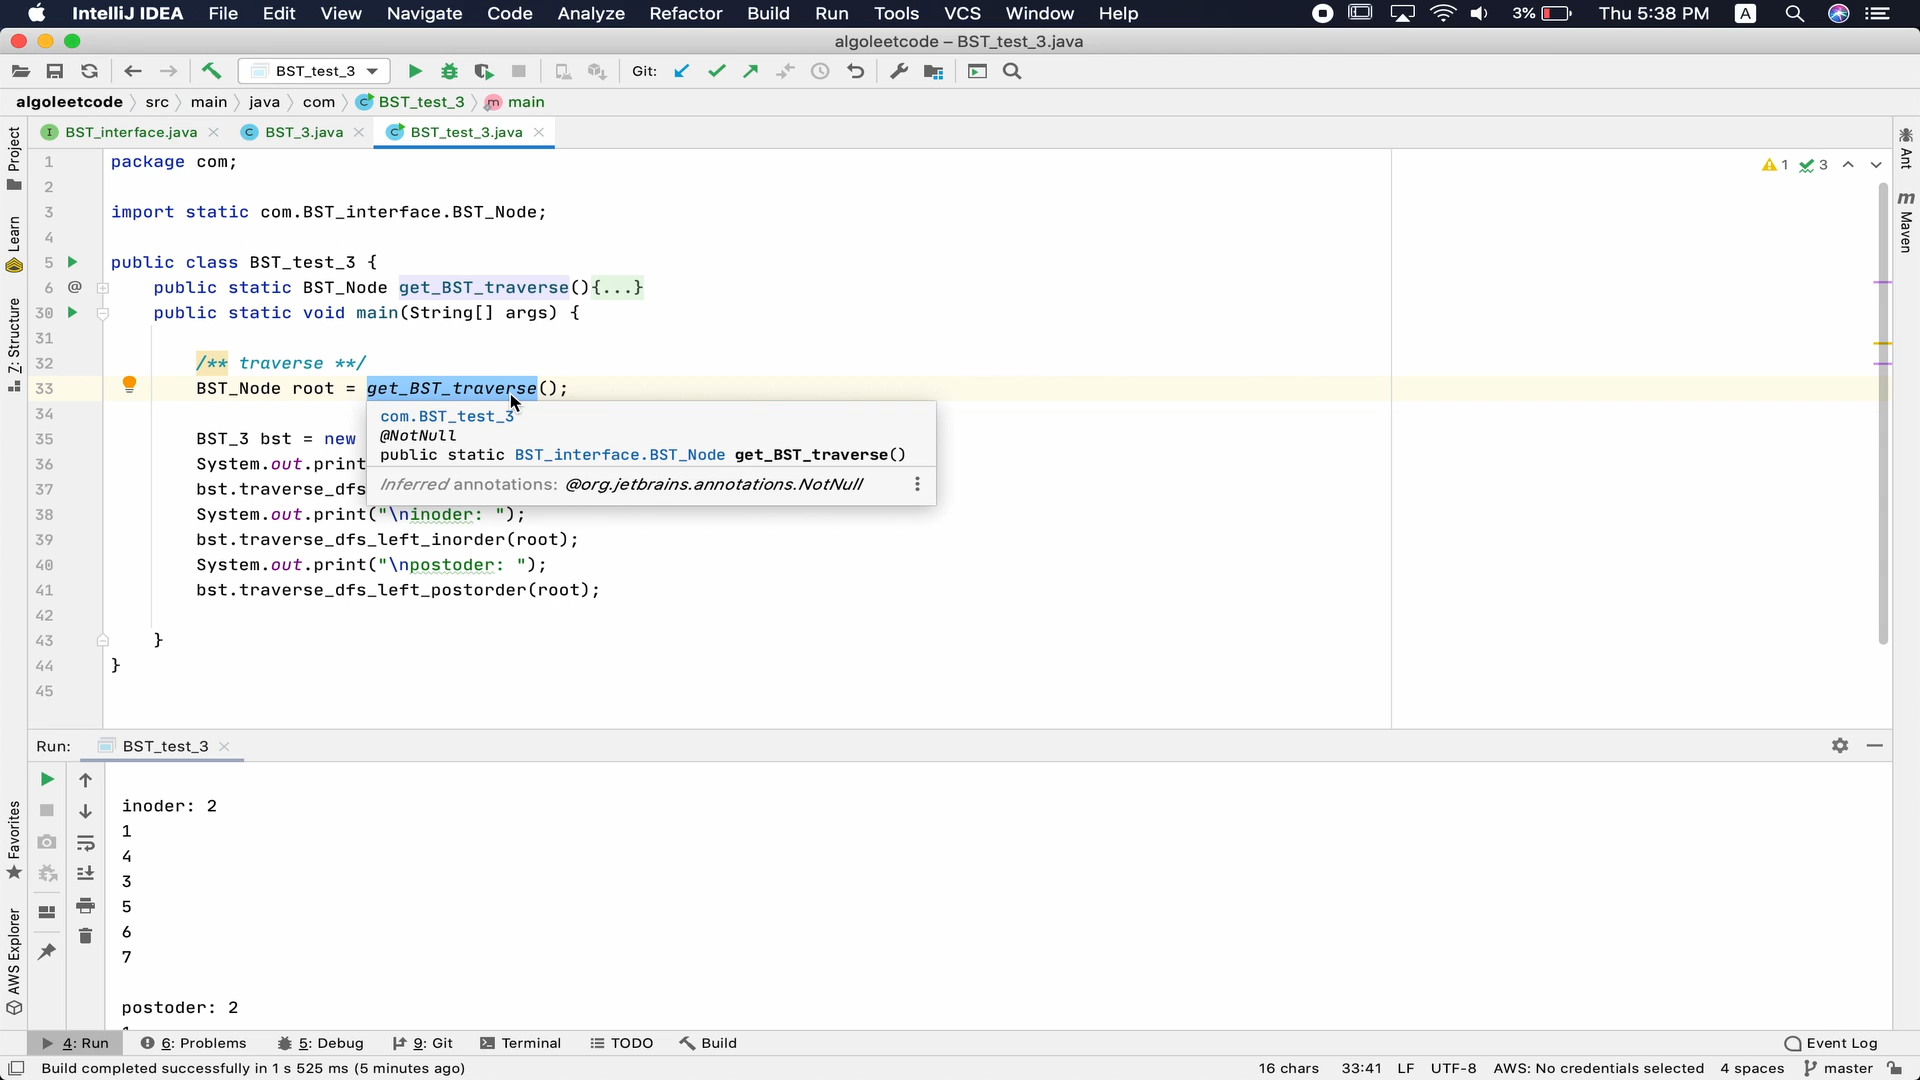 IntelliJ IDEA File Edit View Navigate Code Analyze Refactor Build Run Tools VCS Window Help 3% Thu 5:38 PM A
algoleetcode – BST_test_3.java
BST_test_3 Git:
algoleetcode src main java com BST_test_3 m main
I BST_interface.java C BST_3.java C BST_test_3.java
1 package com;
2
3 import static com.BST_interface.BST_Node;
4
5 public class BST_test_3 {
6 @ public static BST_Node get_BST_traverse(){...}
30 public static void main(String[] args) {
31
32 /** traverse **/
33 BST_Node root = get_BST_traverse();
34
35 BST_3 bst = new
36 System.out.print
37 bst.traverse_dfs
com.BST_test_3
@NotNull
public static BST_interface.BST_Node get_BST_traverse()
Inferred annotations: @org.jetbrains.annotations.NotNull
38 System.out.print("\ninoder: ");
39 bst.traverse_dfs_left_inorder(root);
40 System.out.print("\npostoder: ");
41 bst.traverse_dfs_left_postorder(root);
42
43 }
44 }
45
1 3
Project
Learn
Z: Structure
Favorites
AWS Explorer
Ant
m Maven
Run: BST_test_3
inoder: 2
1
4
3
5
6
7
postoder: 2
4: Run 6: Problems 5: Debug 9: Git Terminal TODO Build Event Log
Build completed successfully in 1 s 525 ms (5 minutes ago) 16 chars 33:41 LF UTF-8 AWS: No credentials selected 4 spaces master